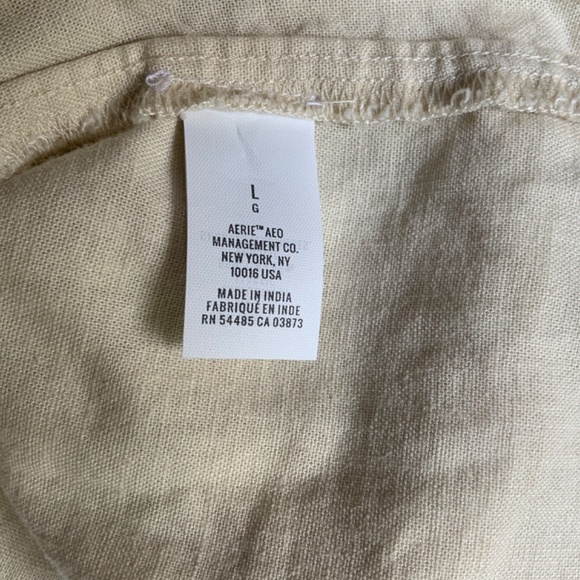 L
G
AERIE™ AEO
MANAGEMENT CO.
NEW YORK, NY
10016 USA
MADE IN INDIA
FABRIQUÉ EN INDE
RN 54485 CA 03873